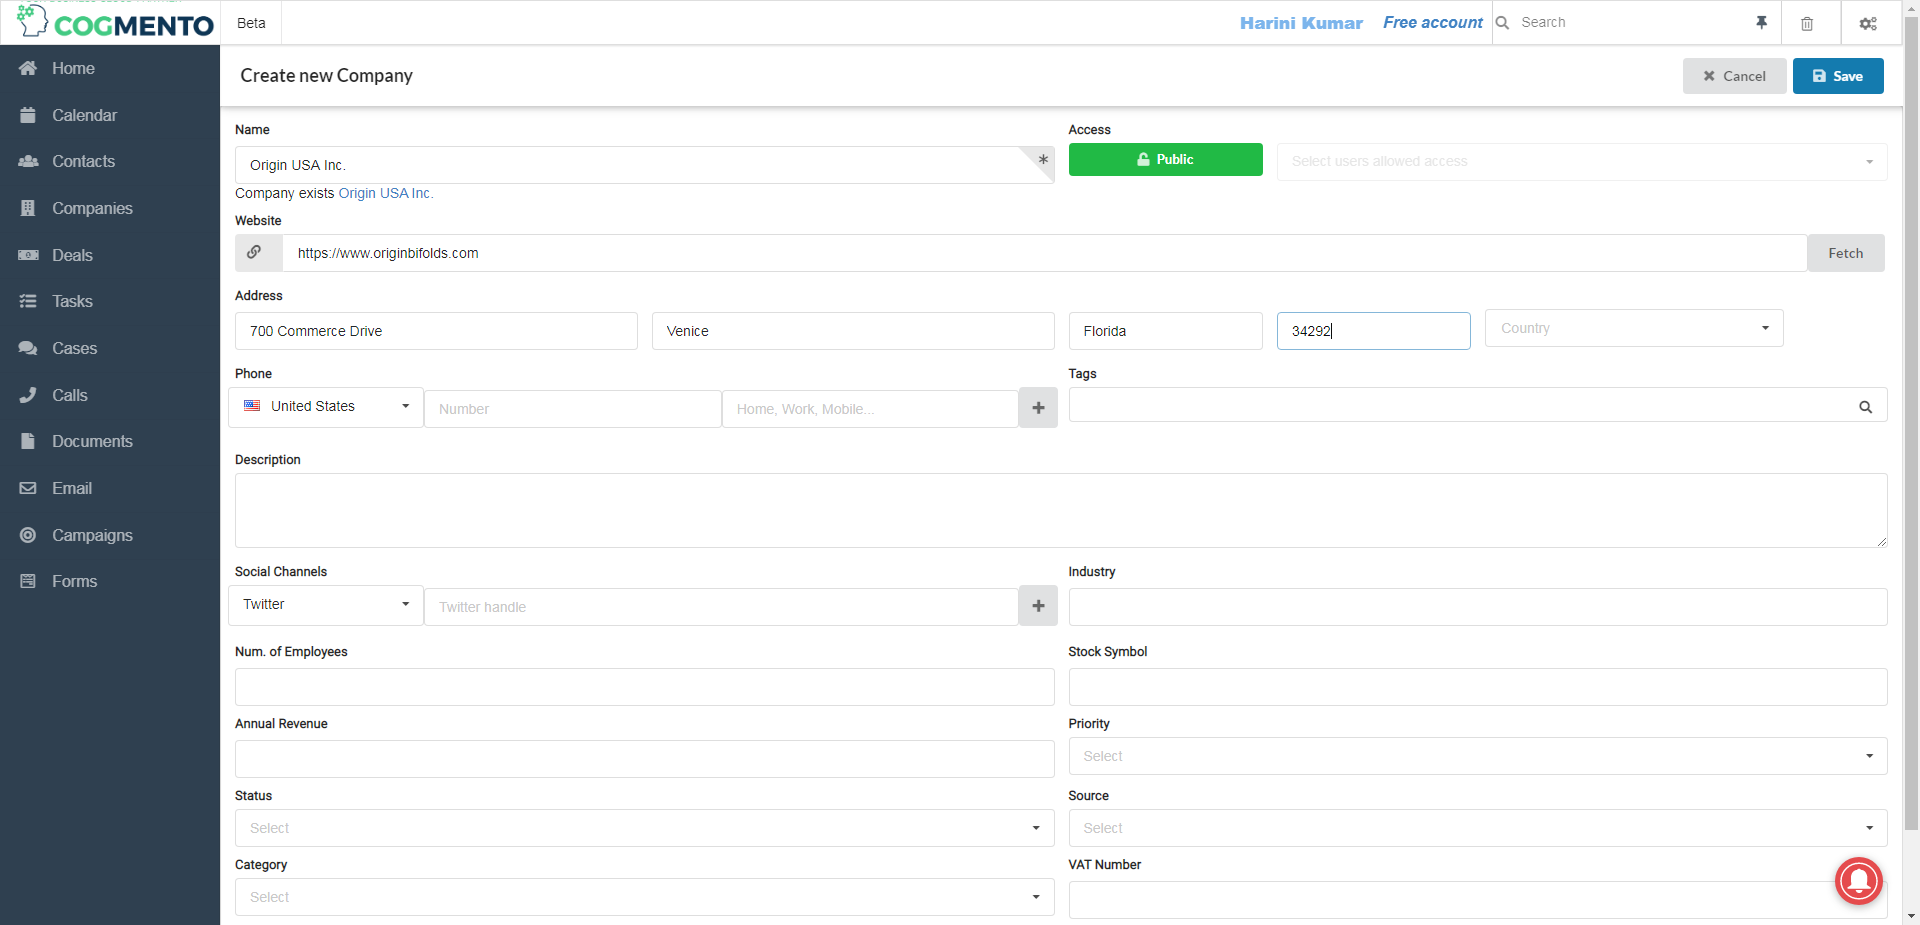 COGMENTO
Beta
Harini Kumar
Free account
Search
Home
Calendar
Contacts
Companies
Deals
Tasks
Cases
Calls
Documents
Email
Campaigns
Forms
Create new Company
Cancel
Save
Name
Origin USA Inc.
*
Company exists Origin USA Inc.
Access
Public
Select users allowed access
Website
https://www.originbifolds.com
Fetch
Address
700 Commerce Drive
Venice
Florida
34292
Country
Phone
United States
Number
Home, Work, Mobile...
Tags
Description
Social Channels
Twitter
Twitter handle
Industry
Num. of Employees
Stock Symbol
Annual Revenue
Priority
Select
Status
Select
Source
Select
Category
Select
VAT Number